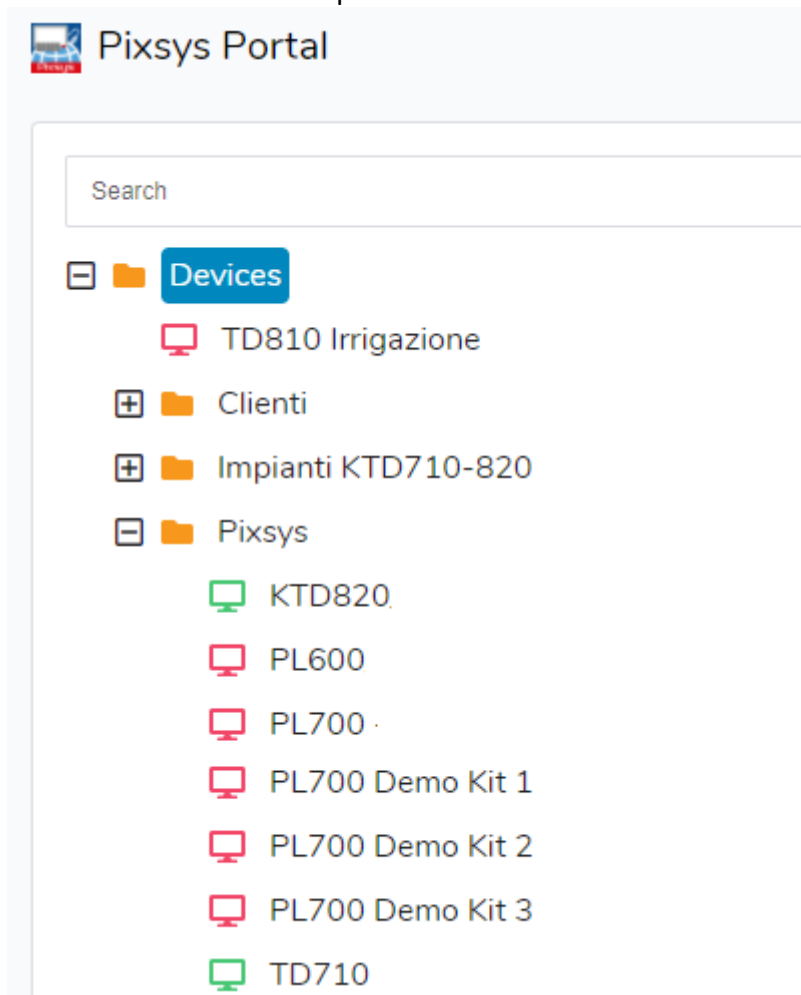 Pixsys Portal
Search
Devices
TD810 Irrigazione
Clienti
Impianti KTD710-820
Pixsys
KTD820
PL600
PL700
PL700 Demo Kit 1
PL700 Demo Kit 2
PL700 Demo Kit 3
TD710